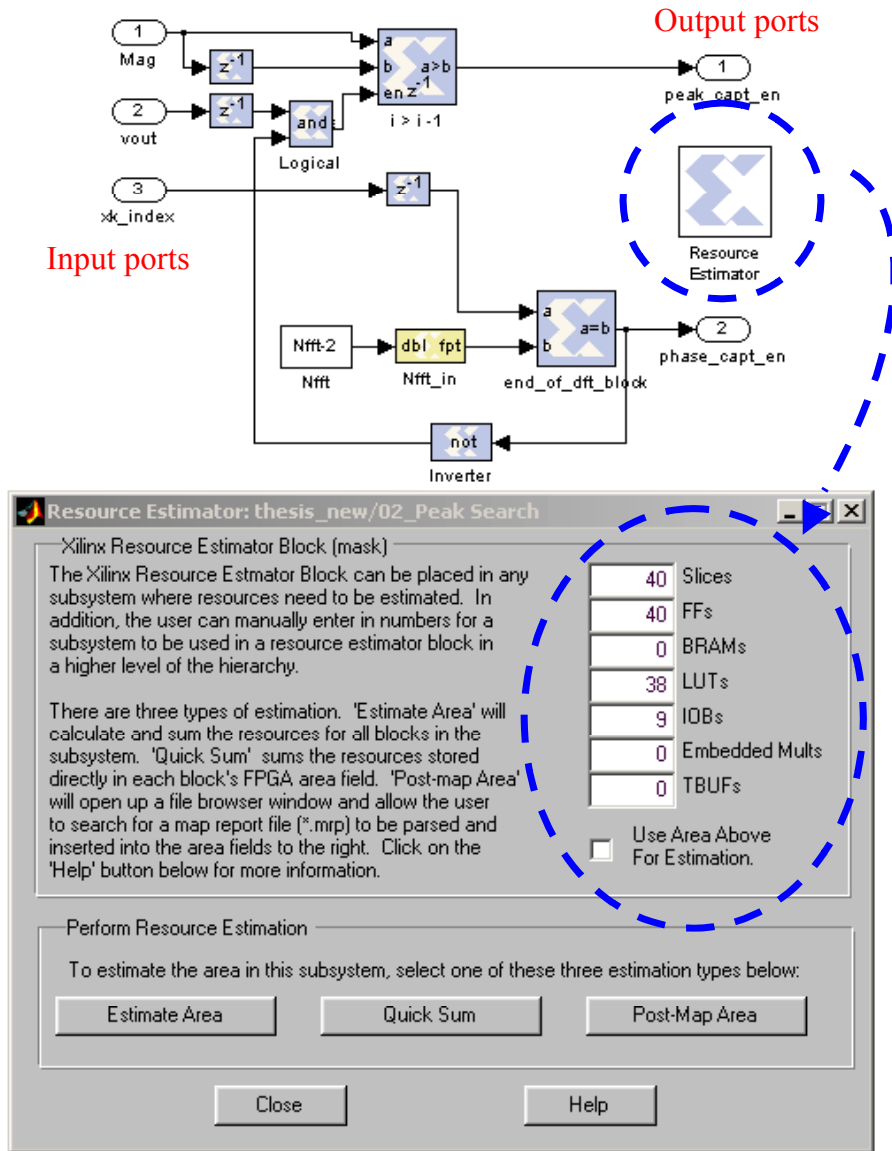 Output ports
1
Mag
z-1
a
b
en
a>b
z-1
i > i -1
1
peak_capt_en
2
vout
z-1
and
Logical
3
xk_index
z-1
Input ports
Resource
Estimator
Nfft-2
Nfft
dbl fpt
Nfft_in
a
b
a=b
end_of_dft_block
2
phase_capt_en
not
Inverter
Resource Estimator: thesis_new/02_Peak Search
Xilinx Resource Estimator Block (mask)
The Xilinx Resource Estmator Block can be placed in any
subsystem where resources need to be estimated. In
addition, the user can manually enter in numbers for a
subsystem to be used in a resource estimator block in
a higher level of the hierarchy.
There are three types of estimation. 'Estimate Area' will
calculate and sum the resources for all blocks in the
subsystem. 'Quick Sum' sums the resources stored
directly in each block's FPGA area field. 'Post-map Area'
will open up a file browser window and allow the user
to search for a map report file (*.mrp) to be parsed and
inserted into the area fields to the right. Click on the
'Help' button below for more information.
40 Slices
40 FFs
0 BRAMs
38 LUTs
9 IOBs
0 Embedded Mults
0 TBUFs
Use Area Above
For Estimation.
Perform Resource Estimation
To estimate the area in this subsystem, select one of these three estimation types below:
Estimate Area
Quick Sum
Post-Map Area
Close
Help